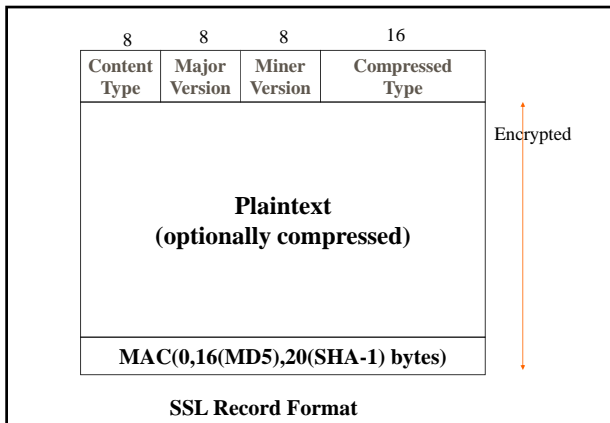 8 8 8 16
Content Major Miner Compressed
Type Version Version Type
Encrypted
Plaintext
(optionally compressed)
MAC(0,16(MD5),20(SHA-1) bytes)
SSL Record Format